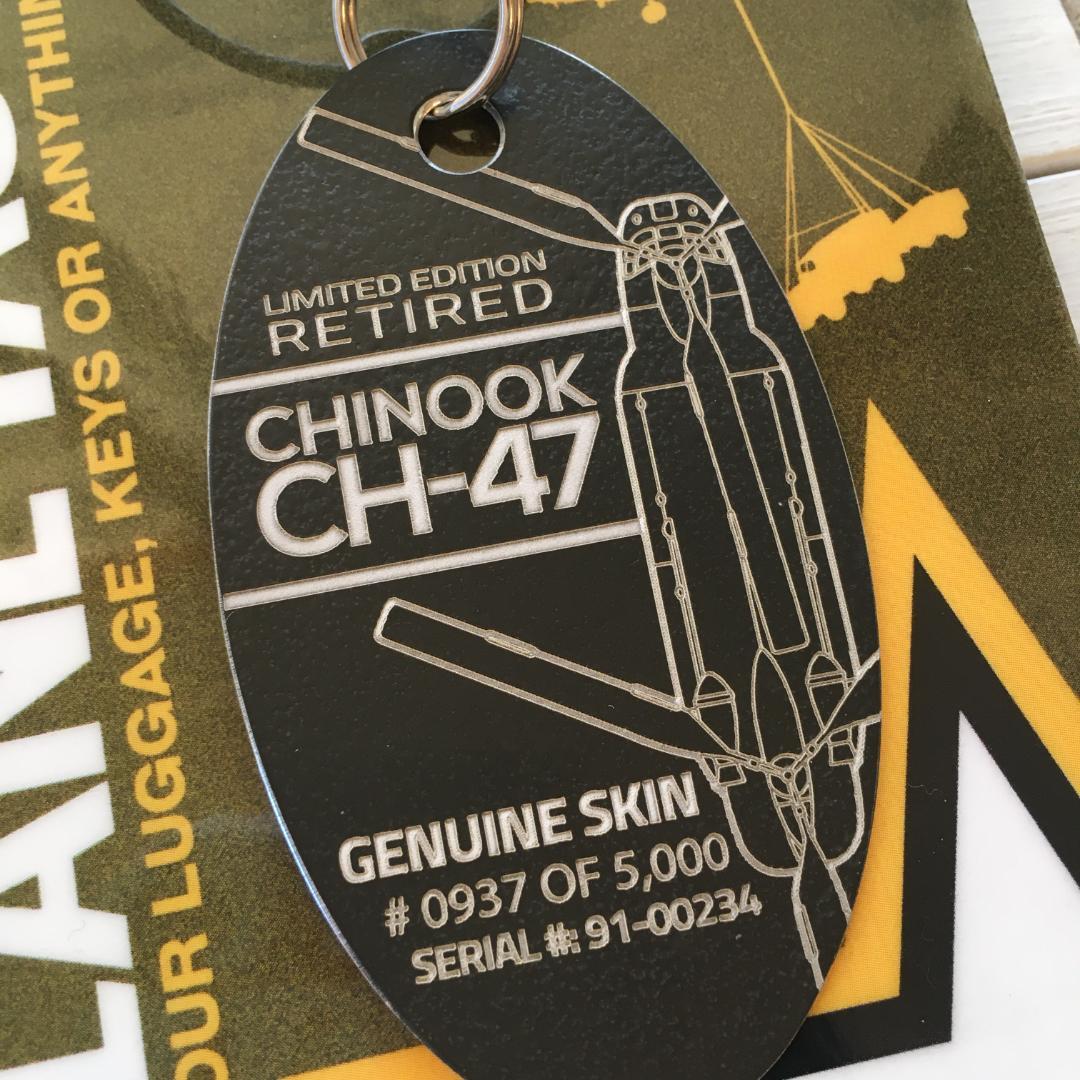 LIMITED EDITION
RETIRED
CHINOOK
CH-47
GENUINE SKIN
# 0937 OF 5,000
SERIAL #: 91-00234
OUR LUGGAGE, KEYS OR ANYTHIN